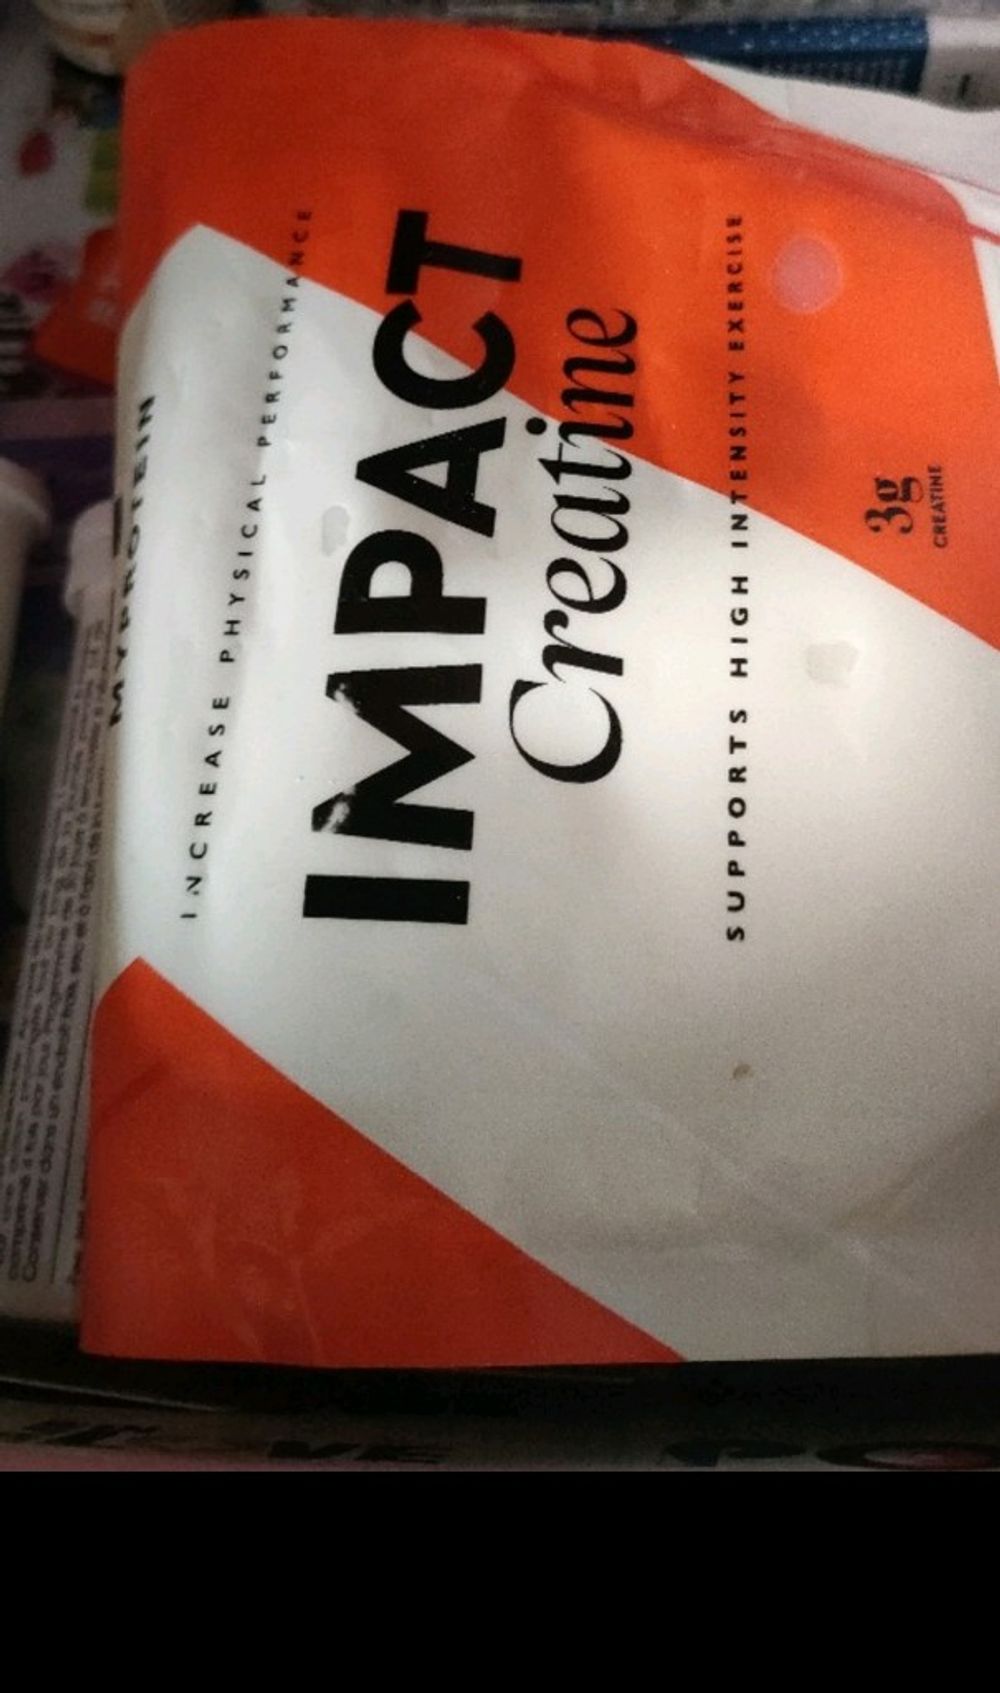 MYPROTEIN
INCREASE PHYSICAL PERFORMANCE
IMPACT
Creatine
SUPPORTS HIGH INTENSITY EXERCISE
3g
CREATINE